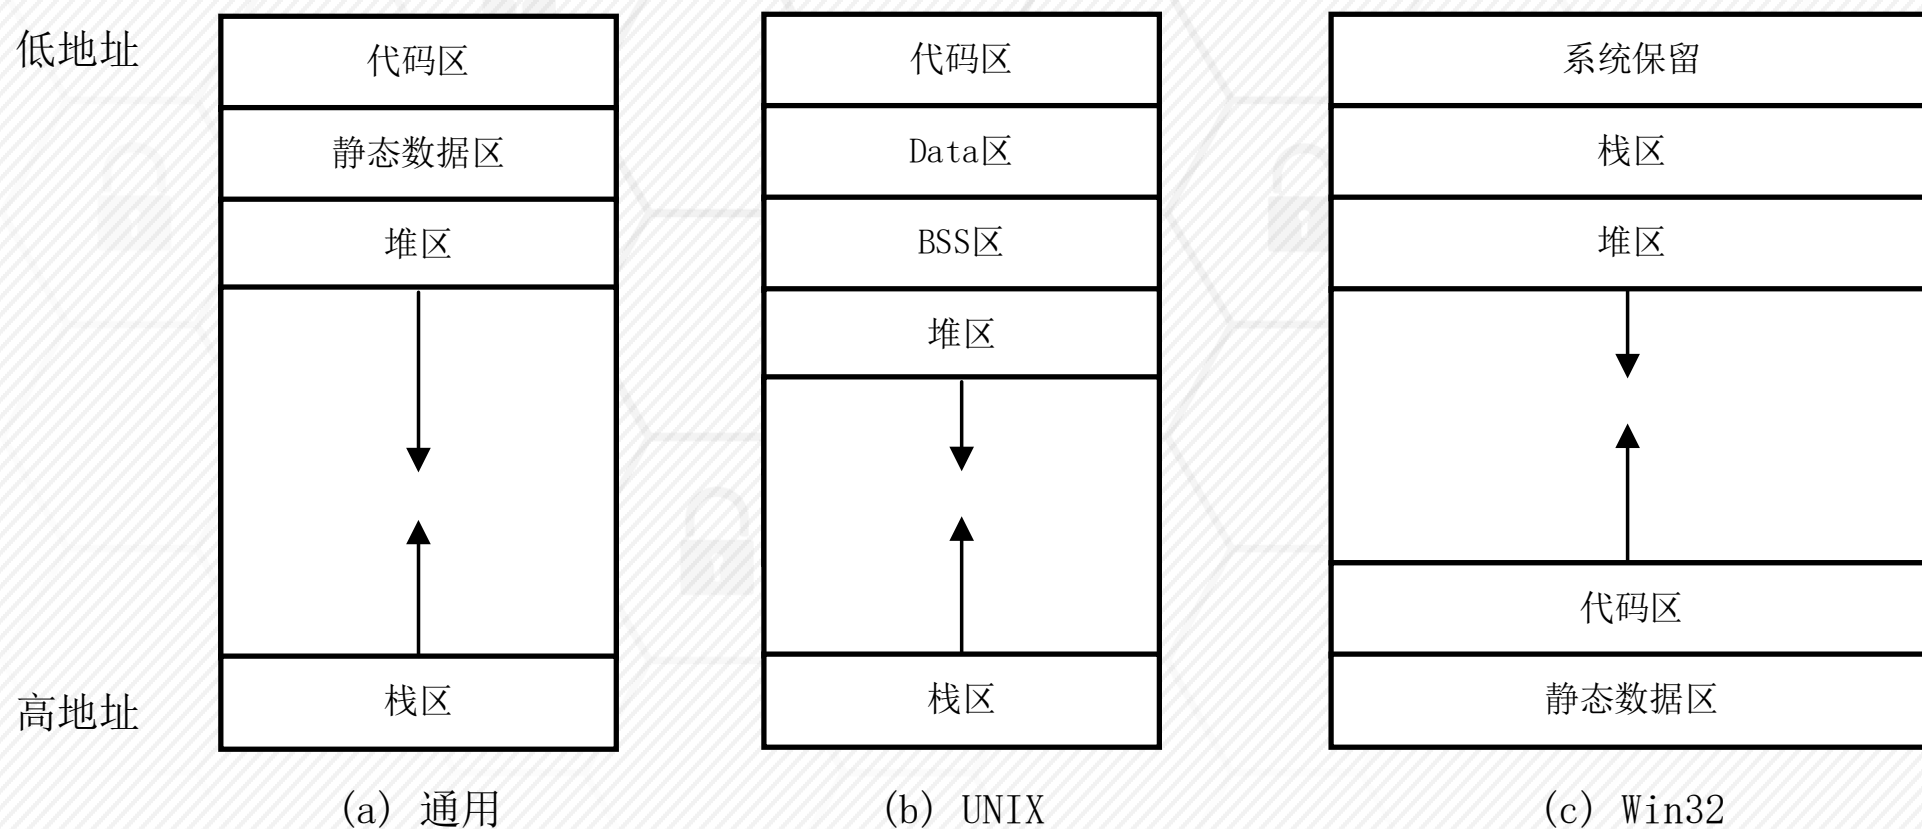 低地址
高地址
代码区
静态数据区
堆区
栈区
(a) 通用
代码区
Data区
BSS区
堆区
栈区
(b) UNIX
系统保留
栈区
堆区
代码区
静态数据区
(c) Win32